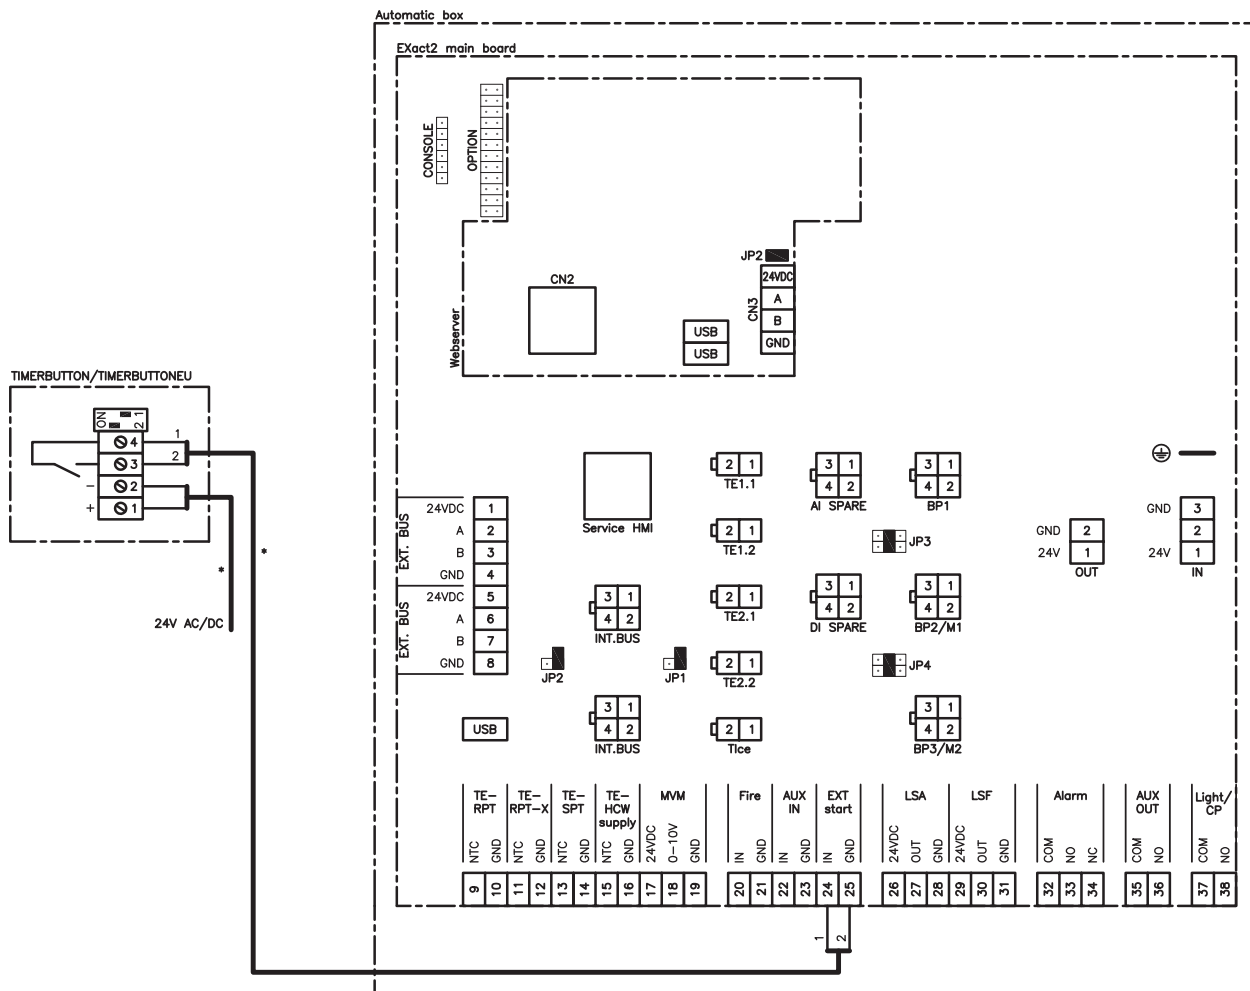 Automatic box
EXact2 main board
CONSOLE
OPTION
Webserver
CN2
USB
USB
JP2
CN3
24VDC
A
B
GND
TIMERBUTTON/TIMERBUTTONEU
ON
2 1
4
3
- 2
+ 1
1
2
*
*
24V AC/DC
EXT. BUS
24VDC 1
A 2
B 3
GND 4
EXT. BUS
24VDC 5
A 6
B 7
GND 8
USB
Service HMI
3 1
4 2
INT.BUS
JP2
JP1
3 1
4 2
INT.BUS
2 1
TE1.1
2 1
TE1.2
2 1
TE2.1
2 1
TE2.2
2 1
Tice
3 1
4 2
AI SPARE
3 1
4 2
DI SPARE
3 1
4 2
BP1
JP3
3 1
4 2
BP2/M1
JP4
3 1
4 2
BP3/M2
GND 2
24V 1
OUT
GND 3
2
24V 1
IN
TE-
RPT
NTC GND
9 10
TE-
RPT-X
NTC GND
11 12
TE-
SPT
NTC GND
13 14
TE-
HCW
supply
NTC GND
15 16
MVM
24VDC 0-10V GND
17 18 19
Fire
IN GND
20 21
AUX
IN
IN GND
22 23
EXT
start
IN GND
24 25
LSA
24VDC OUT GND
26 27 28
LSF
24VDC OUT GND
29 30 31
Alarm
COM NO NC
32 33 34
AUX
OUT
COM NO
35 36
Light/
CP
COM NO
37 38
1 2